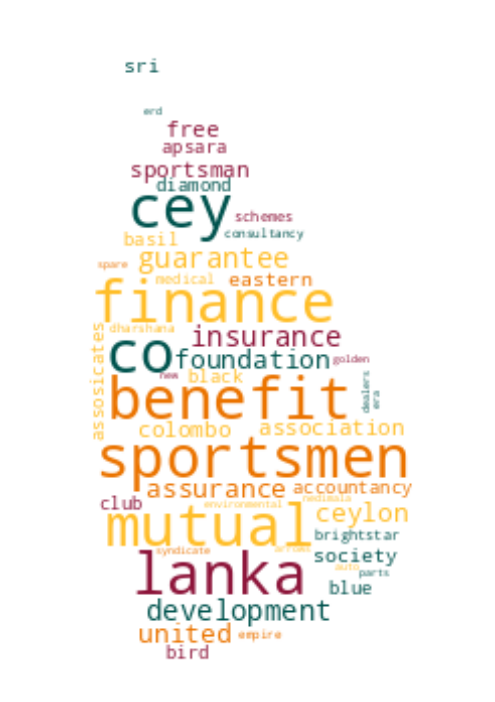 sri
erd
free
apsara
sportsman
diamond
cey
schemes
consultancy
basil
guarantee
spare
medical
eastern
finance
dharshana
assosicates
insurance
co
foundation
golden
new
black
benefit
dealers
era
colombo
association
sportsmen
assurance
accountancy
nedimala
club
environmental
mutual
ceylon
brightstar
syndicate
society
lanka
auto
parts
blue
development
united
empire
bird